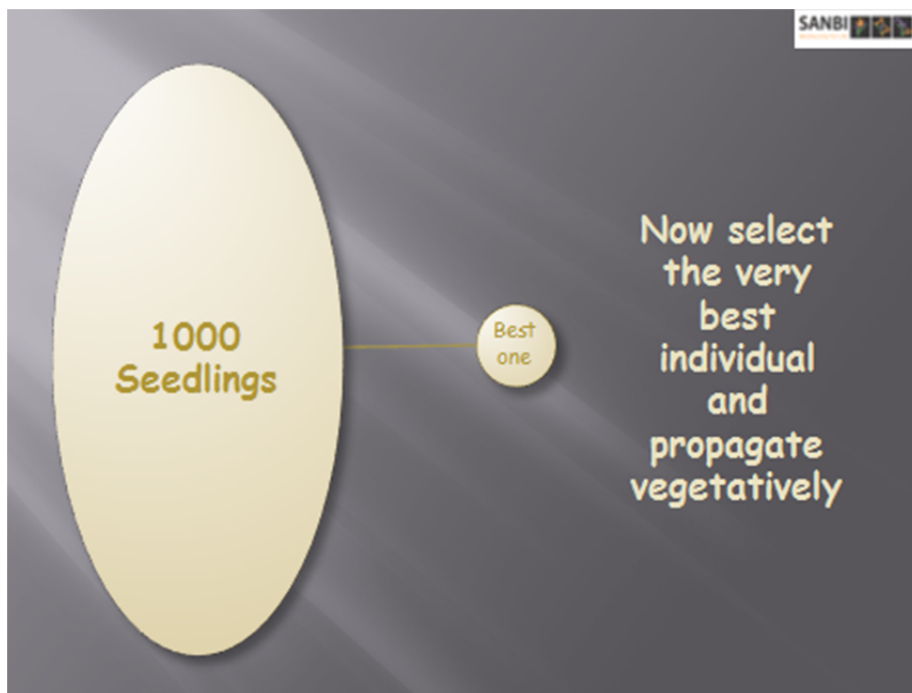 SANBI
1000
Seedlings
Best
one
Now select
the very
best
individual
and
propagate
vegetatively